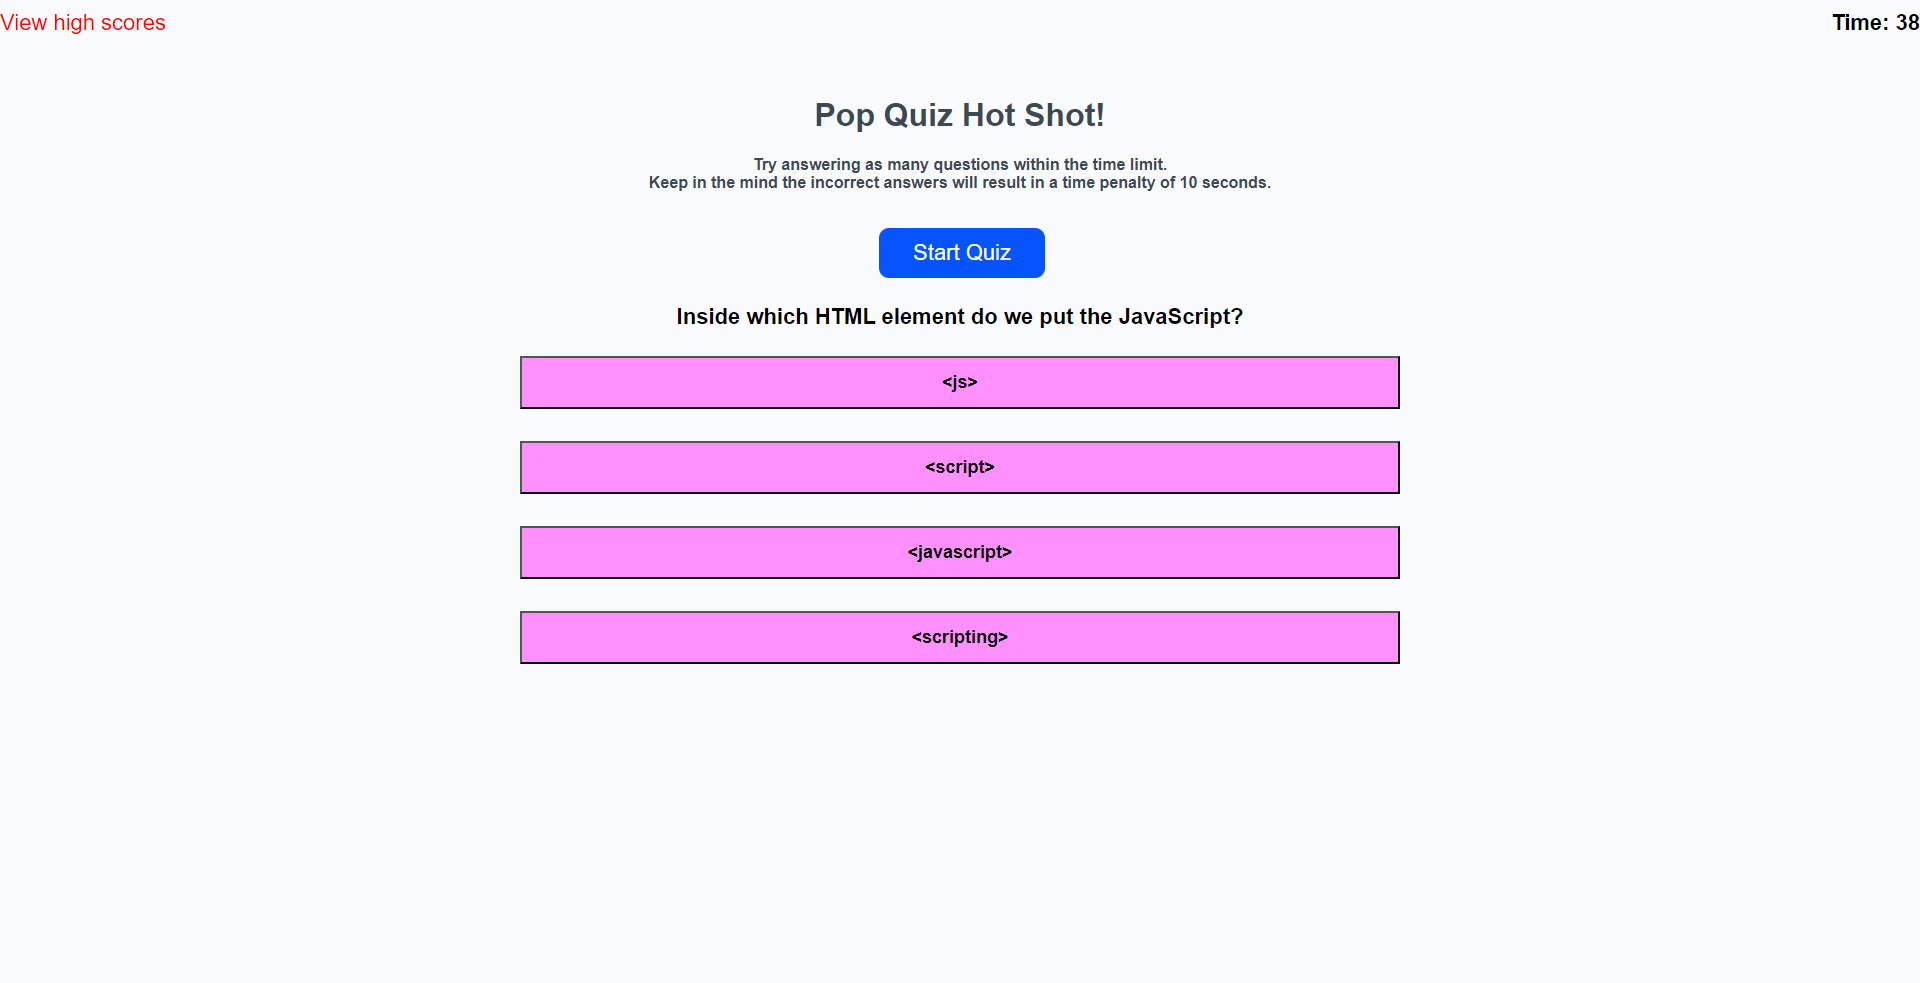 View high scores
Time: 38
Pop Quiz Hot Shot!
Try answering as many questions within the time limit.
Keep in the mind the incorrect answers will result in a time penalty of 10 seconds.
Start Quiz
Inside which HTML element do we put the JavaScript?
<js>
<script>
<javascript>
<scripting>